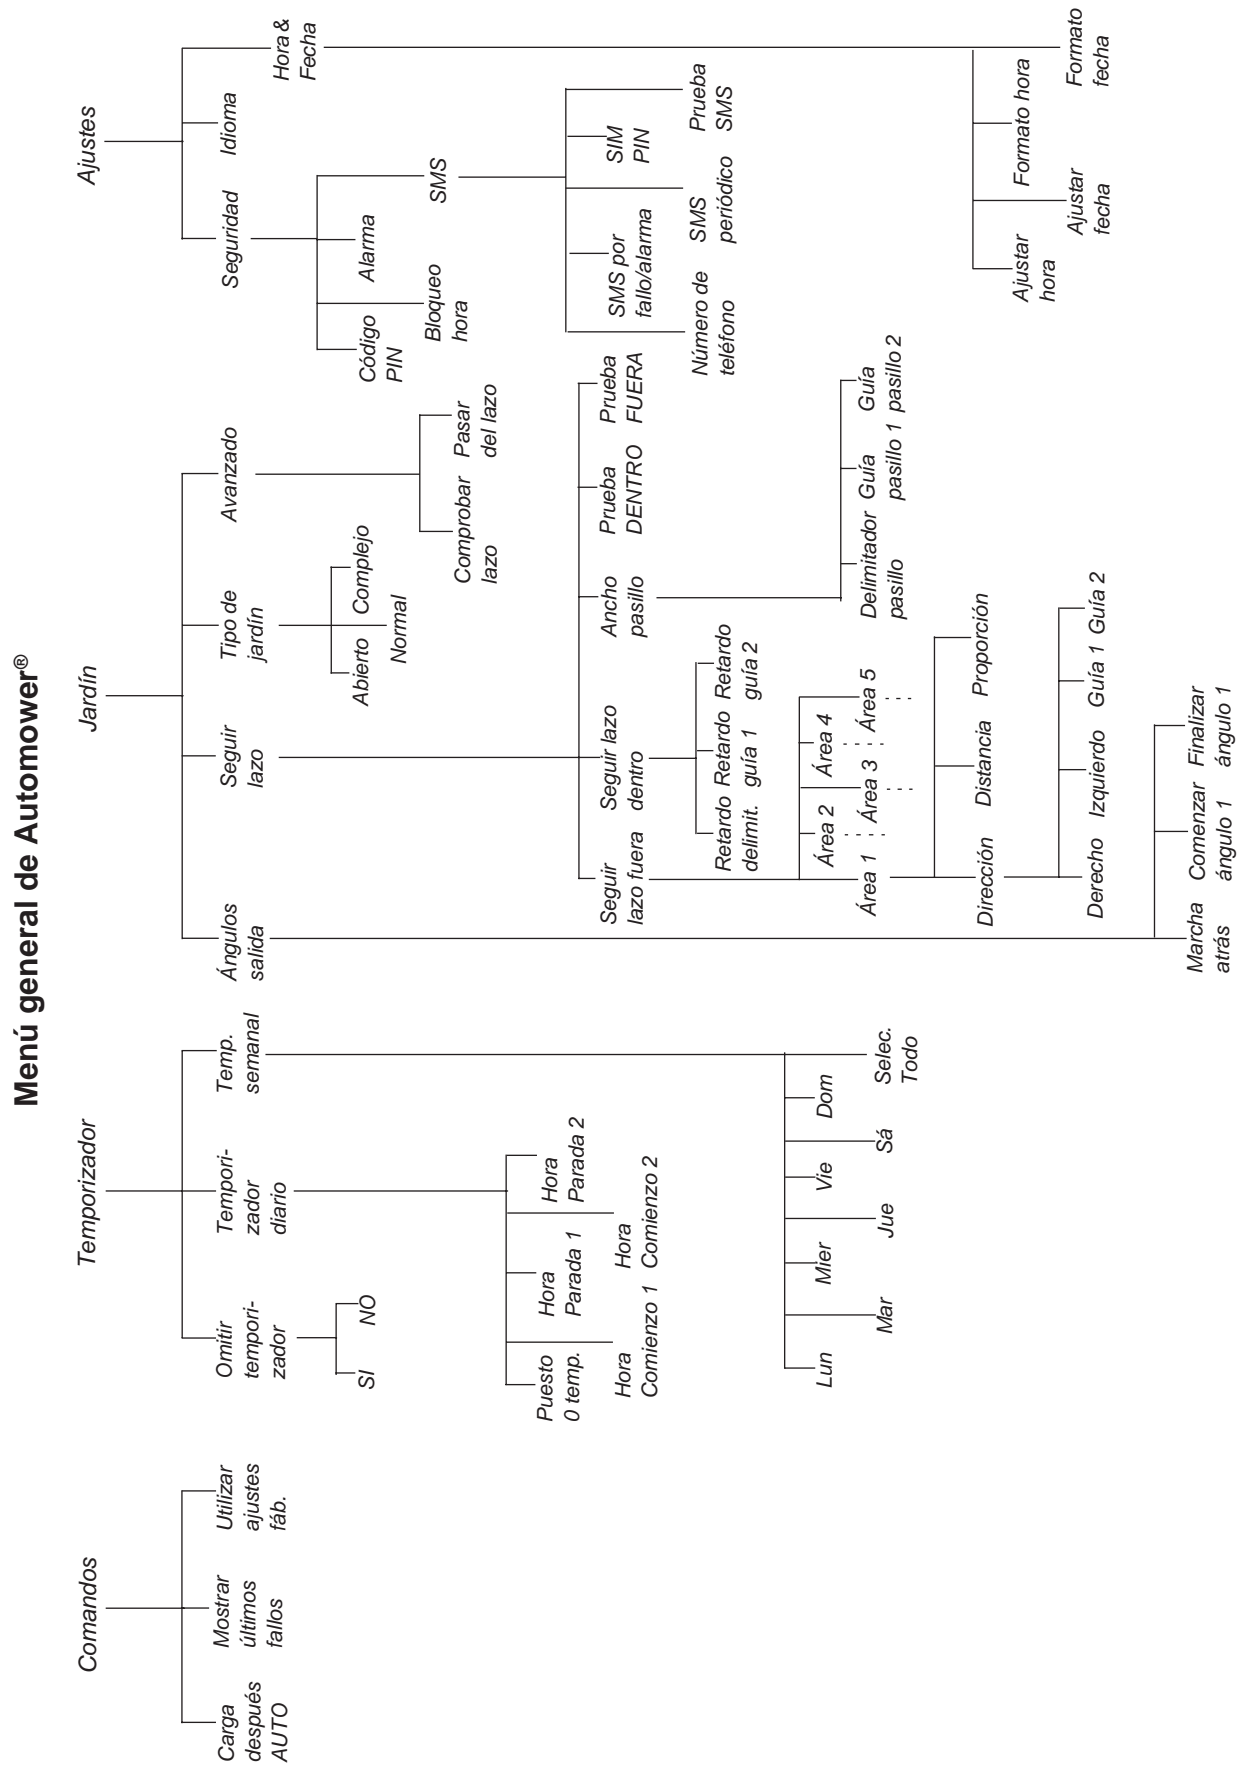 Menú general de Automower®
Comandos
Carga
después
AUTO
Mostrar
últimos
fallos
Utilizar
ajustes
fáb.
Temporizador
Omitir
tempori-
zador
SI
NO
Tempori-
zador
diario
Puesto
0 temp.
Hora
Comienzo 1
Hora
Parada 1
Hora
Comienzo 2
Hora
Parada 2
Temp.
semanal
Lun
Mar
Mier
Jue
Vie
Sá
Dom
Selec.
Todo
Jardín
Ángulos
salida
Marcha
atrás
Comenzar
ángulo 1
Finalizar
ángulo 1
Seguir
lazo
Seguir
lazo fuera
Área 1
Área 2
Área 3
Área 4
Área 5
Dirección
Distancia
Proporción
Derecho
Izquierdo
Guía 1
Guía 2
Seguir lazo
dentro
Retardo
delimit.
Retardo
guía 1
Retardo
guía 2
Ancho
pasillo
Delimitador
pasillo
Guía
pasillo 1
Guía
pasillo 2
Prueba
DENTRO
Prueba
FUERA
Tipo de
jardín
Abierto
Normal
Complejo
Avanzado
Comprobar
lazo
Pasar
del lazo
Ajustes
Seguridad
Código
PIN
Bloqueo
hora
Alarma
SMS
Número de
teléfono
SMS por
fallo/alarma
SMS
periódico
SIM
PIN
Prueba
SMS
Idioma
Hora &
Fecha
Ajustar
hora
Ajustar
fecha
Formato hora
Formato
fecha